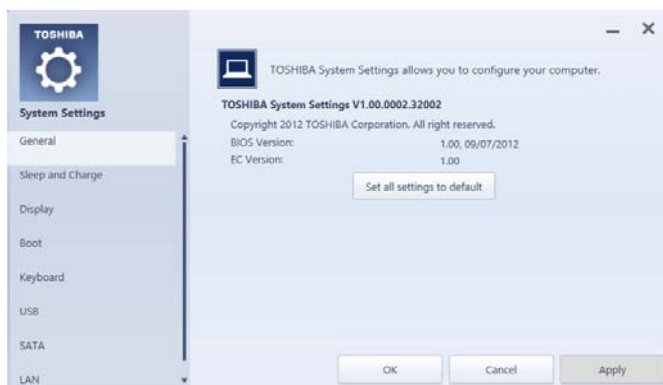 TOSHIBA
System Settings
General
Sleep and Charge
Display
Boot
Keyboard
USB
SATA
LAN
TOSHIBA System Settings allows you to configure your computer.
TOSHIBA System Settings V1.00.0002.32002
Copyright 2012 TOSHIBA Corporation. All right reserved.
BIOS Version: 1.00, 09/07/2012
EC Version: 1.00
Set all settings to default
OK Cancel Apply